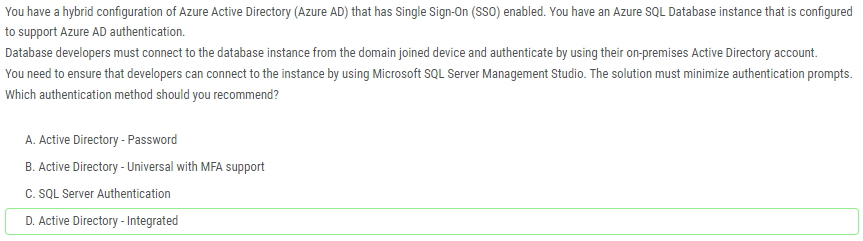 You have a hybrid configuration of Azure Active Directory (Azure AD) that has Single Sign-On (SSO) enabled. You have an Azure SQL Database instance that is configured
to support Azure AD authentication.
Database developers must connect to the database instance from the domain joined device and authenticate by using their on-premises Active Directory account.
You need to ensure that developers can connect to the instance by using Microsoft SQL Server Management Studio. The solution must minimize authentication prompts.
Which authentication method should you recommend?
A. Active Directory - Password
B. Active Directory - Universal with MFA support
C. SQL Server Authentication
D. Active Directory - Integrated